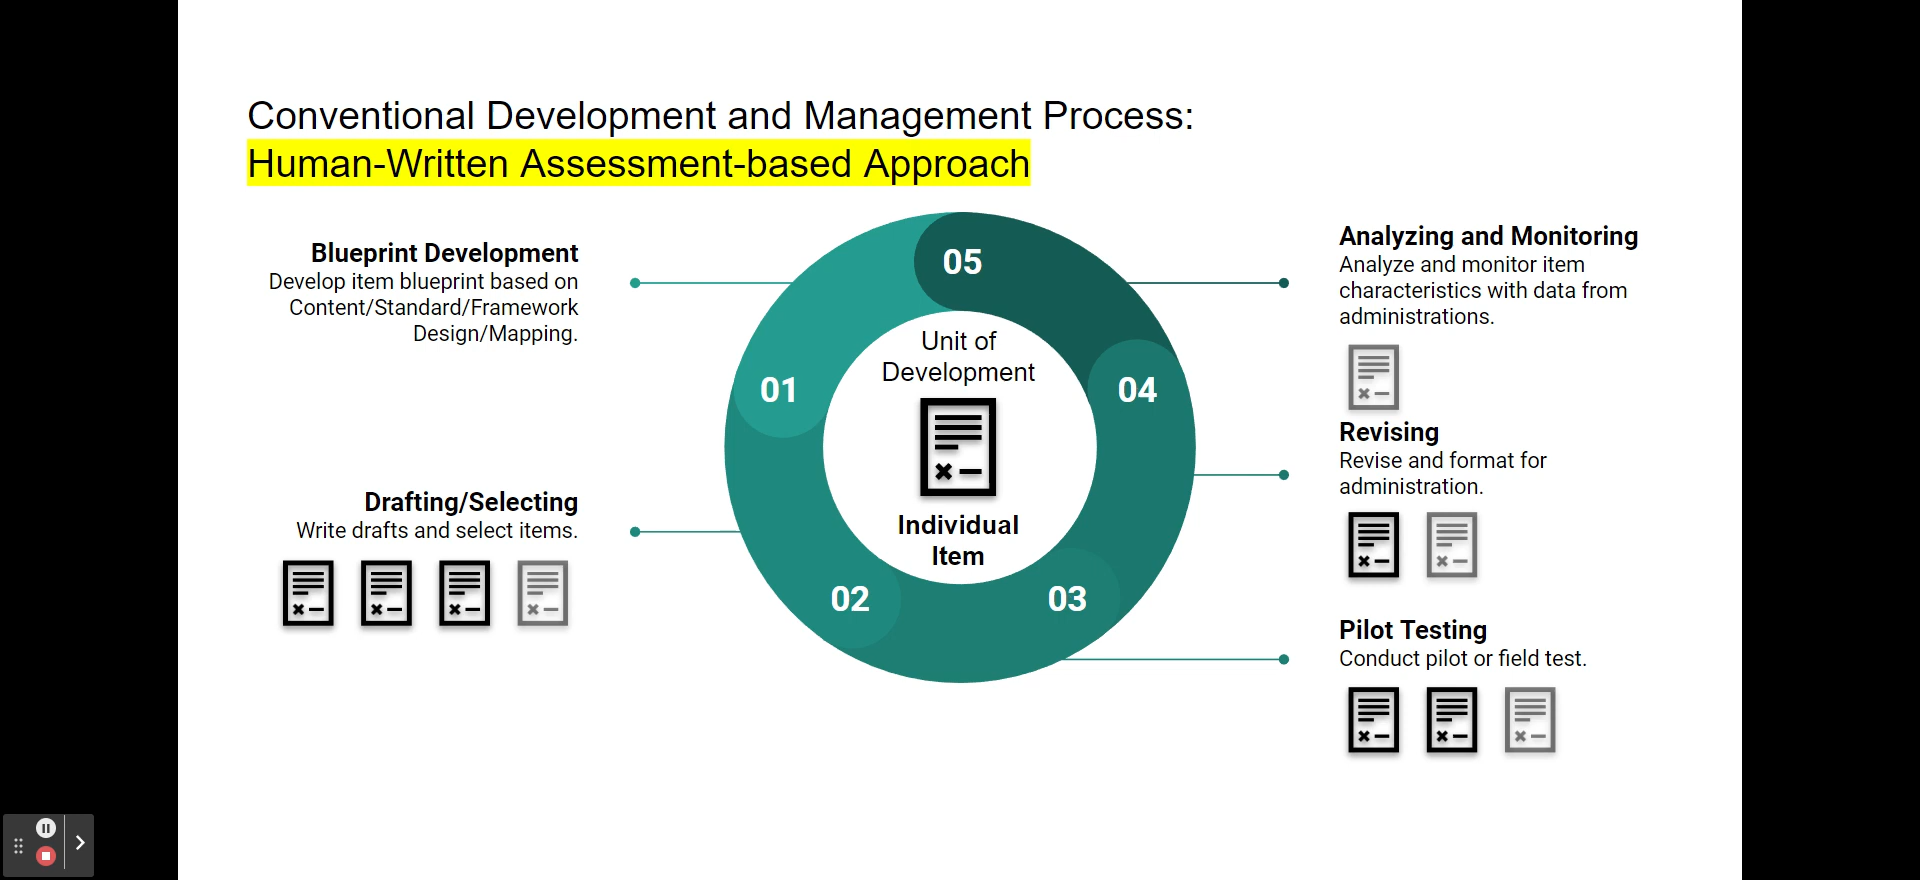 Conventional Development and Management Process:
Human-Written Assessment-based Approach
Blueprint Development
Develop item blueprint based on
Content/Standard/Framework
Design/Mapping.
Drafting/Selecting
Write drafts and select items.
05
01
04
02
03
Unit of
Development
Individual
Item
Analyzing and Monitoring
Analyze and monitor item
characteristics with data from
administrations.
Revising
Revise and format for
administration.
Pilot Testing
Conduct pilot or field test.